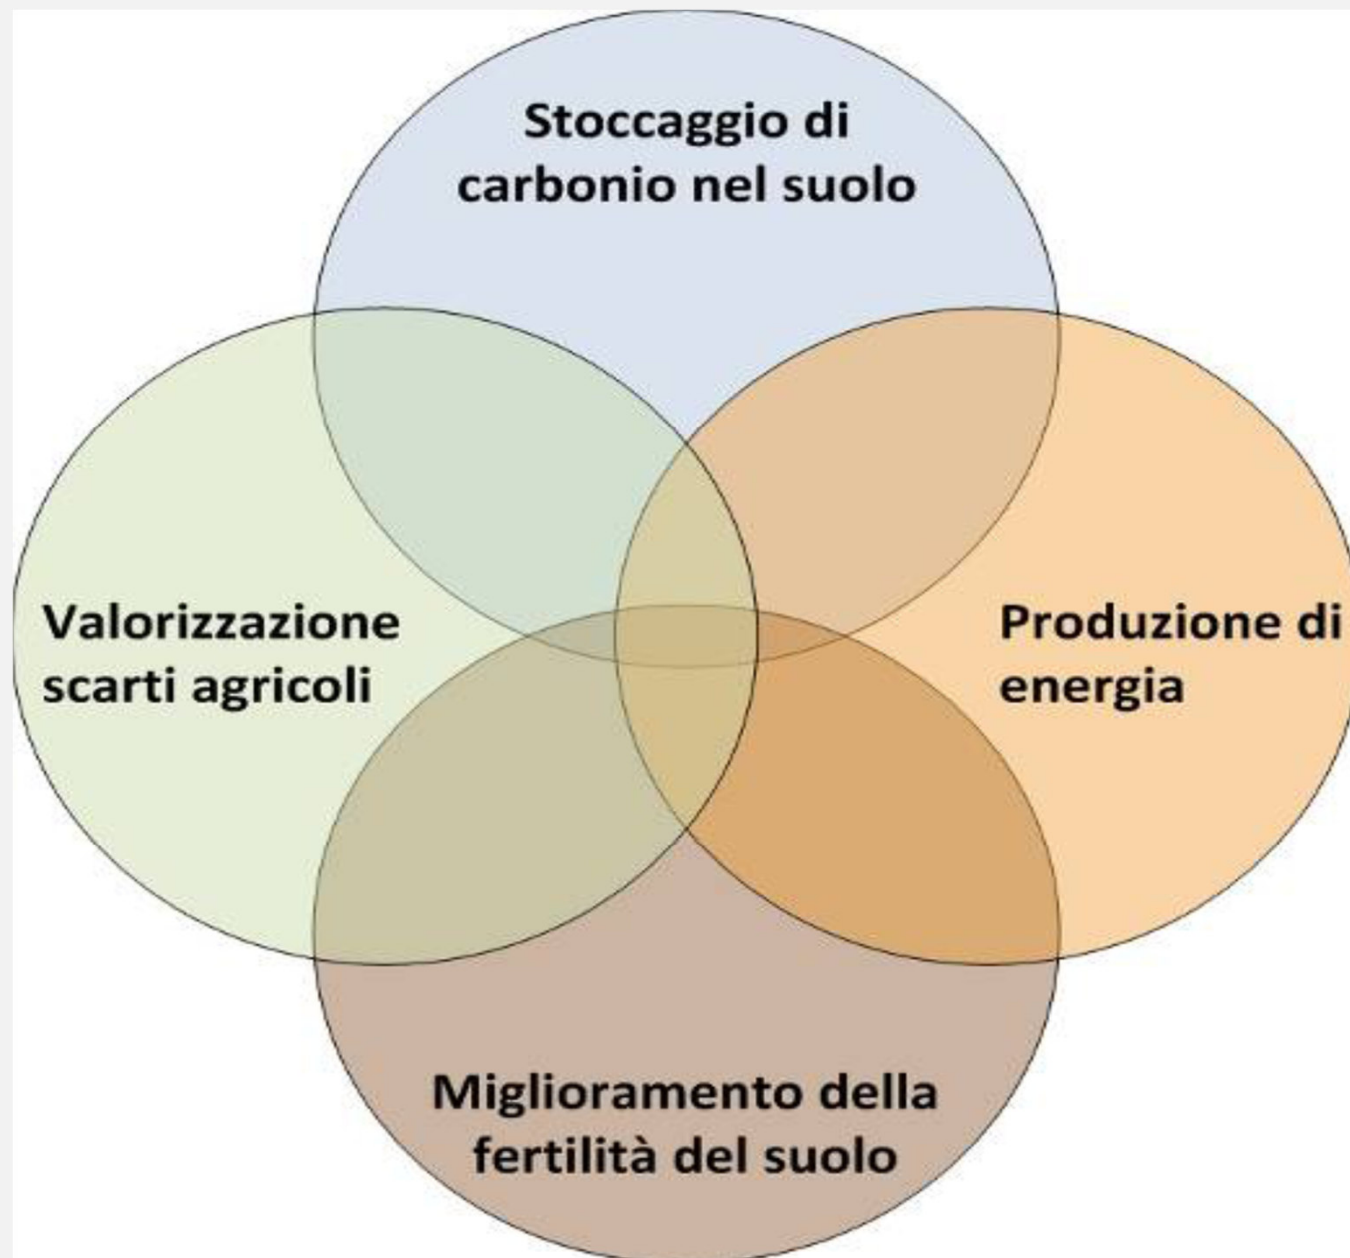 Stoccaggio di
carbonio nel suolo
Valorizzazione
scarti agricoli
Produzione di
energia
Miglioramento della
fertilità del suolo